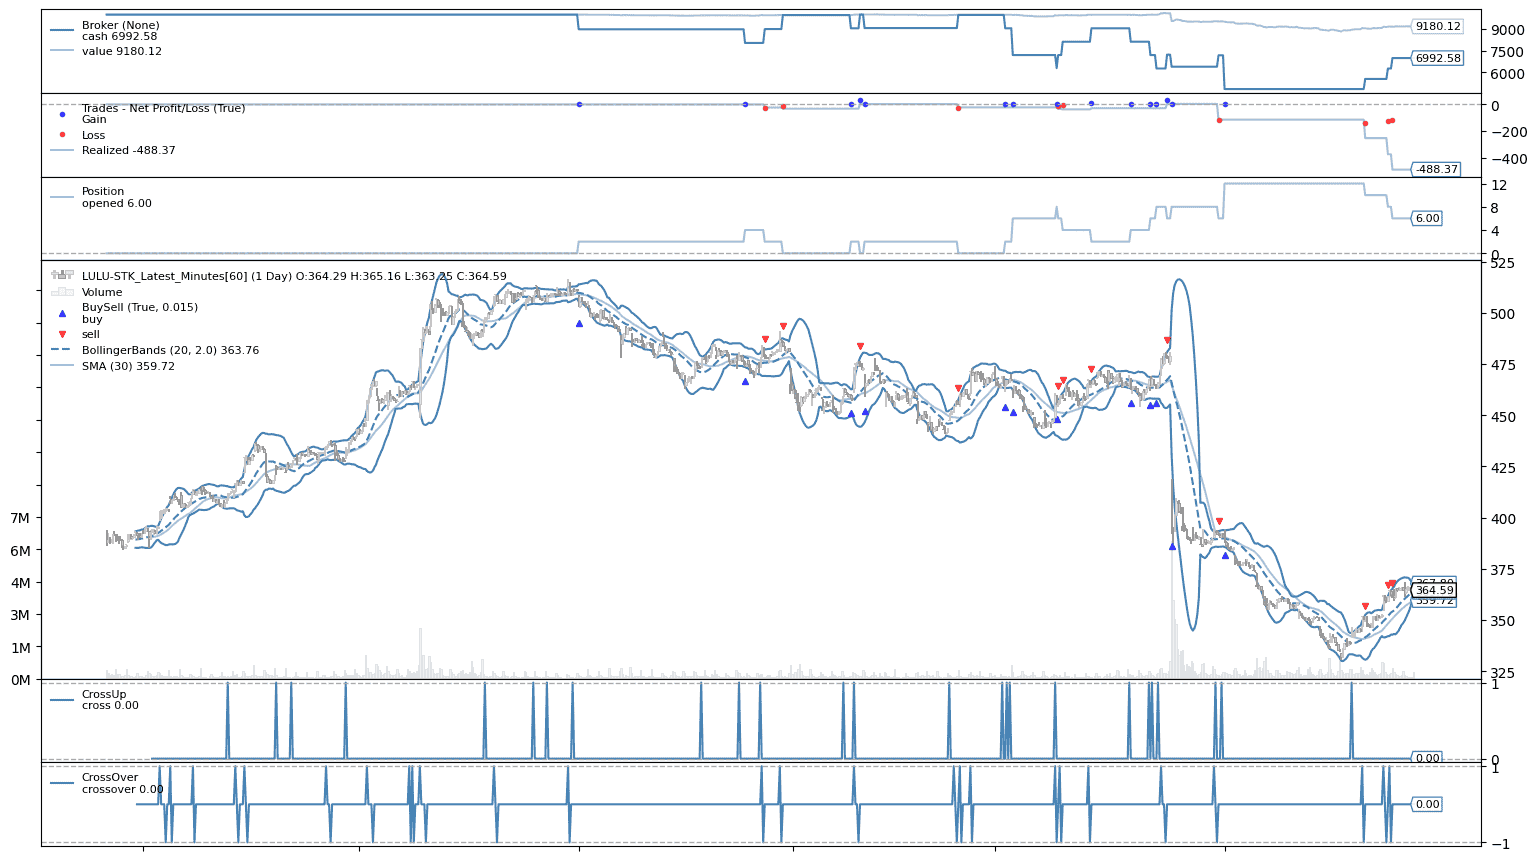 Broker (None)
cash 6992.58
value 9180.12
9180.12
6992.58
9000
7500
6000
Trades - Net Profit/Loss (True)
Gain
Loss
Realized -488.37
0
−200
−400
-488.37
Position
opened 6.00
12
8
4
0
6.00
LULU-STK_Latest_Minutes[60] (1 Day) O:364.29 H:365.16 L:363.25 C:364.59
Volume
BuySell (True, 0.015)
buy
sell
BollingerBands (20, 2.0) 363.76
SMA (30) 359.72
525
500
475
450
425
400
375
350
325
364.59
359.72
7M
6M
4M
3M
1M
0M
CrossUp
cross 0.00
1
0
0.00
CrossOver
crossover 0.00
1
−1
0.00